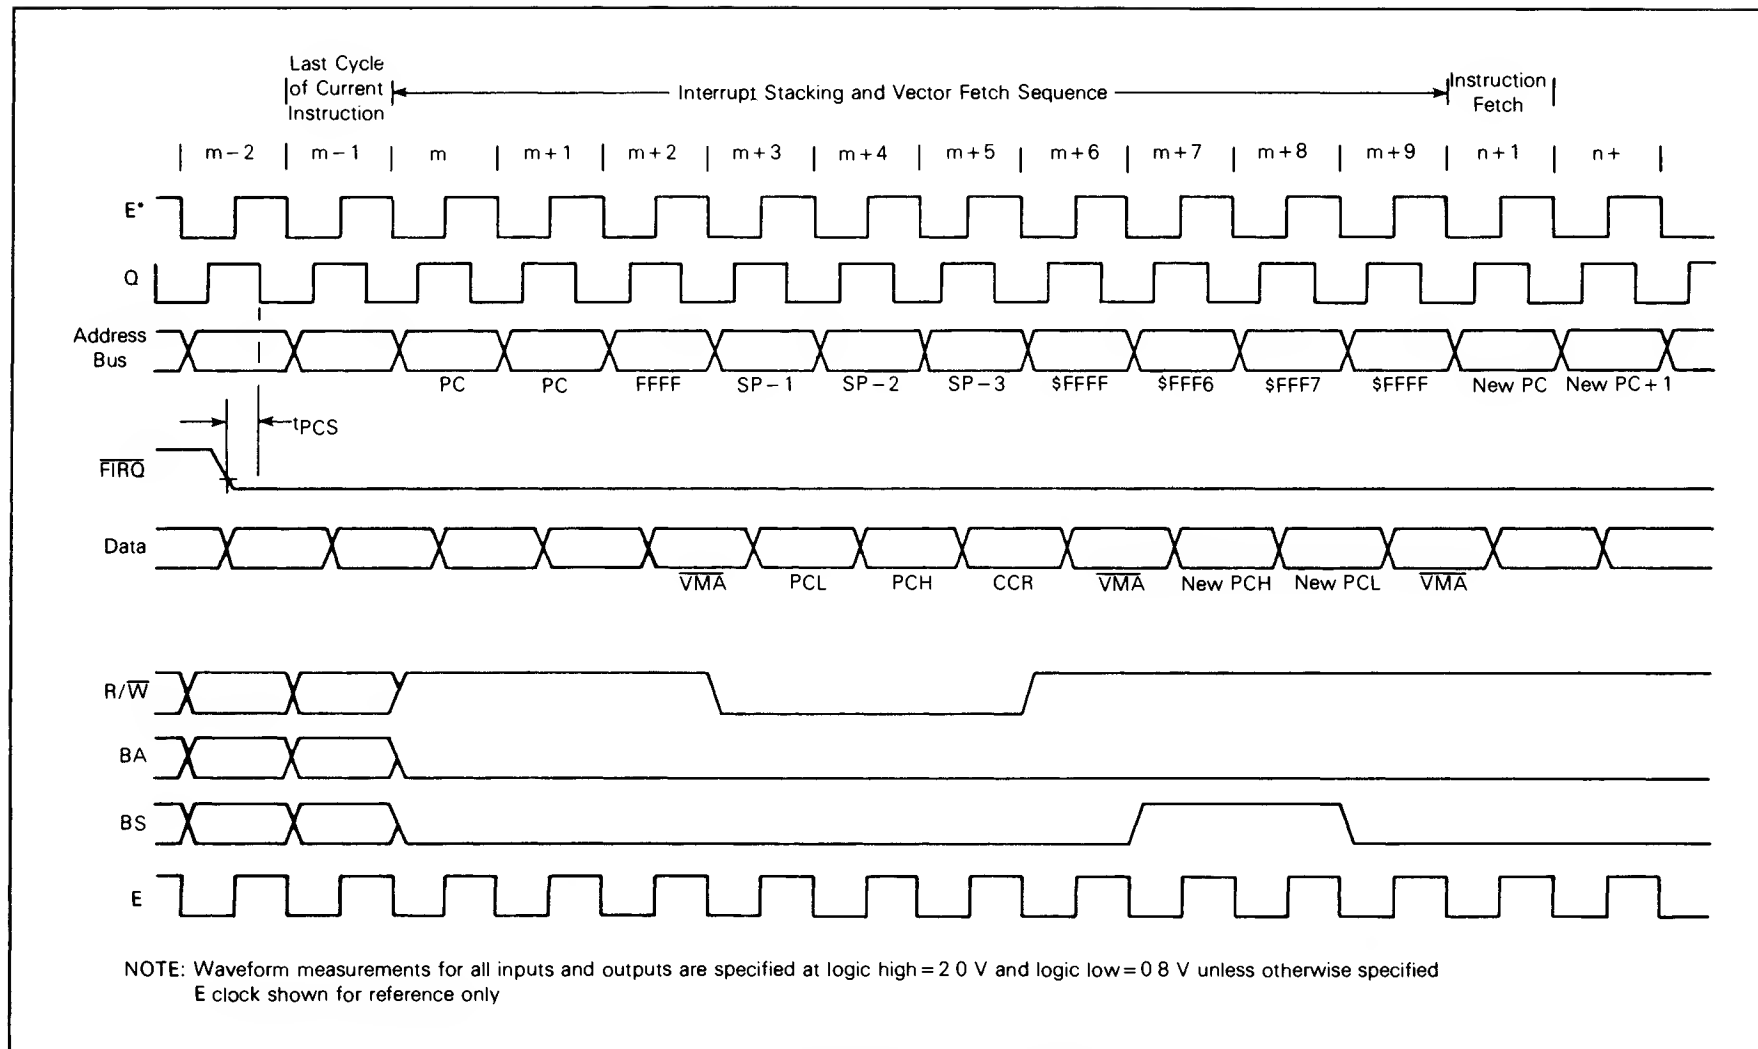 Last Cycle
of Current
Instruction
Interrupt Stacking and Vector Fetch Sequence
Instruction
Fetch
m-2 m-1 m m+1 m+2 m+3 m+4 m+5 m+6 m+7 m+8 m+9 n+1 n+
E*
Q
Address
Bus
PC PC FFFF SP-1 SP-2 SP-3 $FFFF $FFF6 $FFF7 $FFFF New PC New PC+1
tPCS
F̅I̅R̅Q̅
Data
V̅M̅A̅ PCL PCH CCR V̅M̅A̅ New PCH New PCL V̅M̅A̅
R/W̅
BA
BS
E
NOTE: Waveform measurements for all inputs and outputs are specified at logic high=2 0 V and logic low=0 8 V unless otherwise specified
E clock shown for reference only